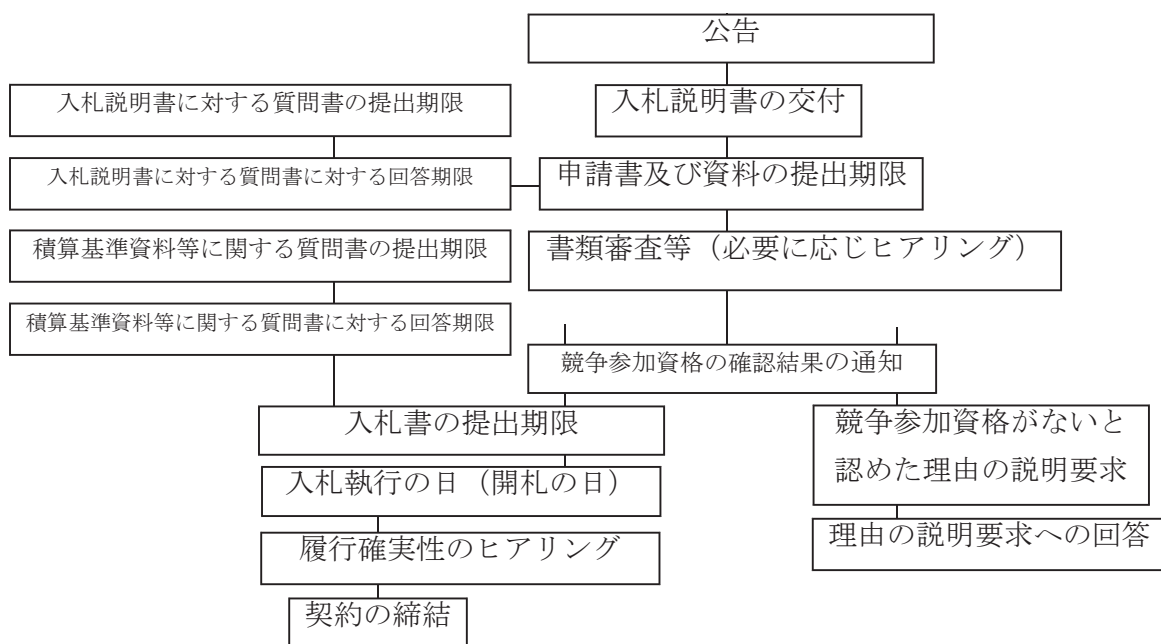 公告
入札説明書に対する質問書の提出期限
入札説明書の交付
入札説明書に対する質問書に対する回答期限
申請書及び資料の提出期限
積算基準資料等に関する質問書の提出期限
書類審査等（必要に応じヒアリング）
積算基準資料等に関する質問書に対する回答期限
競争参加資格の確認結果の通知
入札書の提出期限
競争参加資格がないと
認めた理由の説明要求
入札執行の日（開札の日）
理由の説明要求への回答
履行確実性のヒアリング
契約の締結